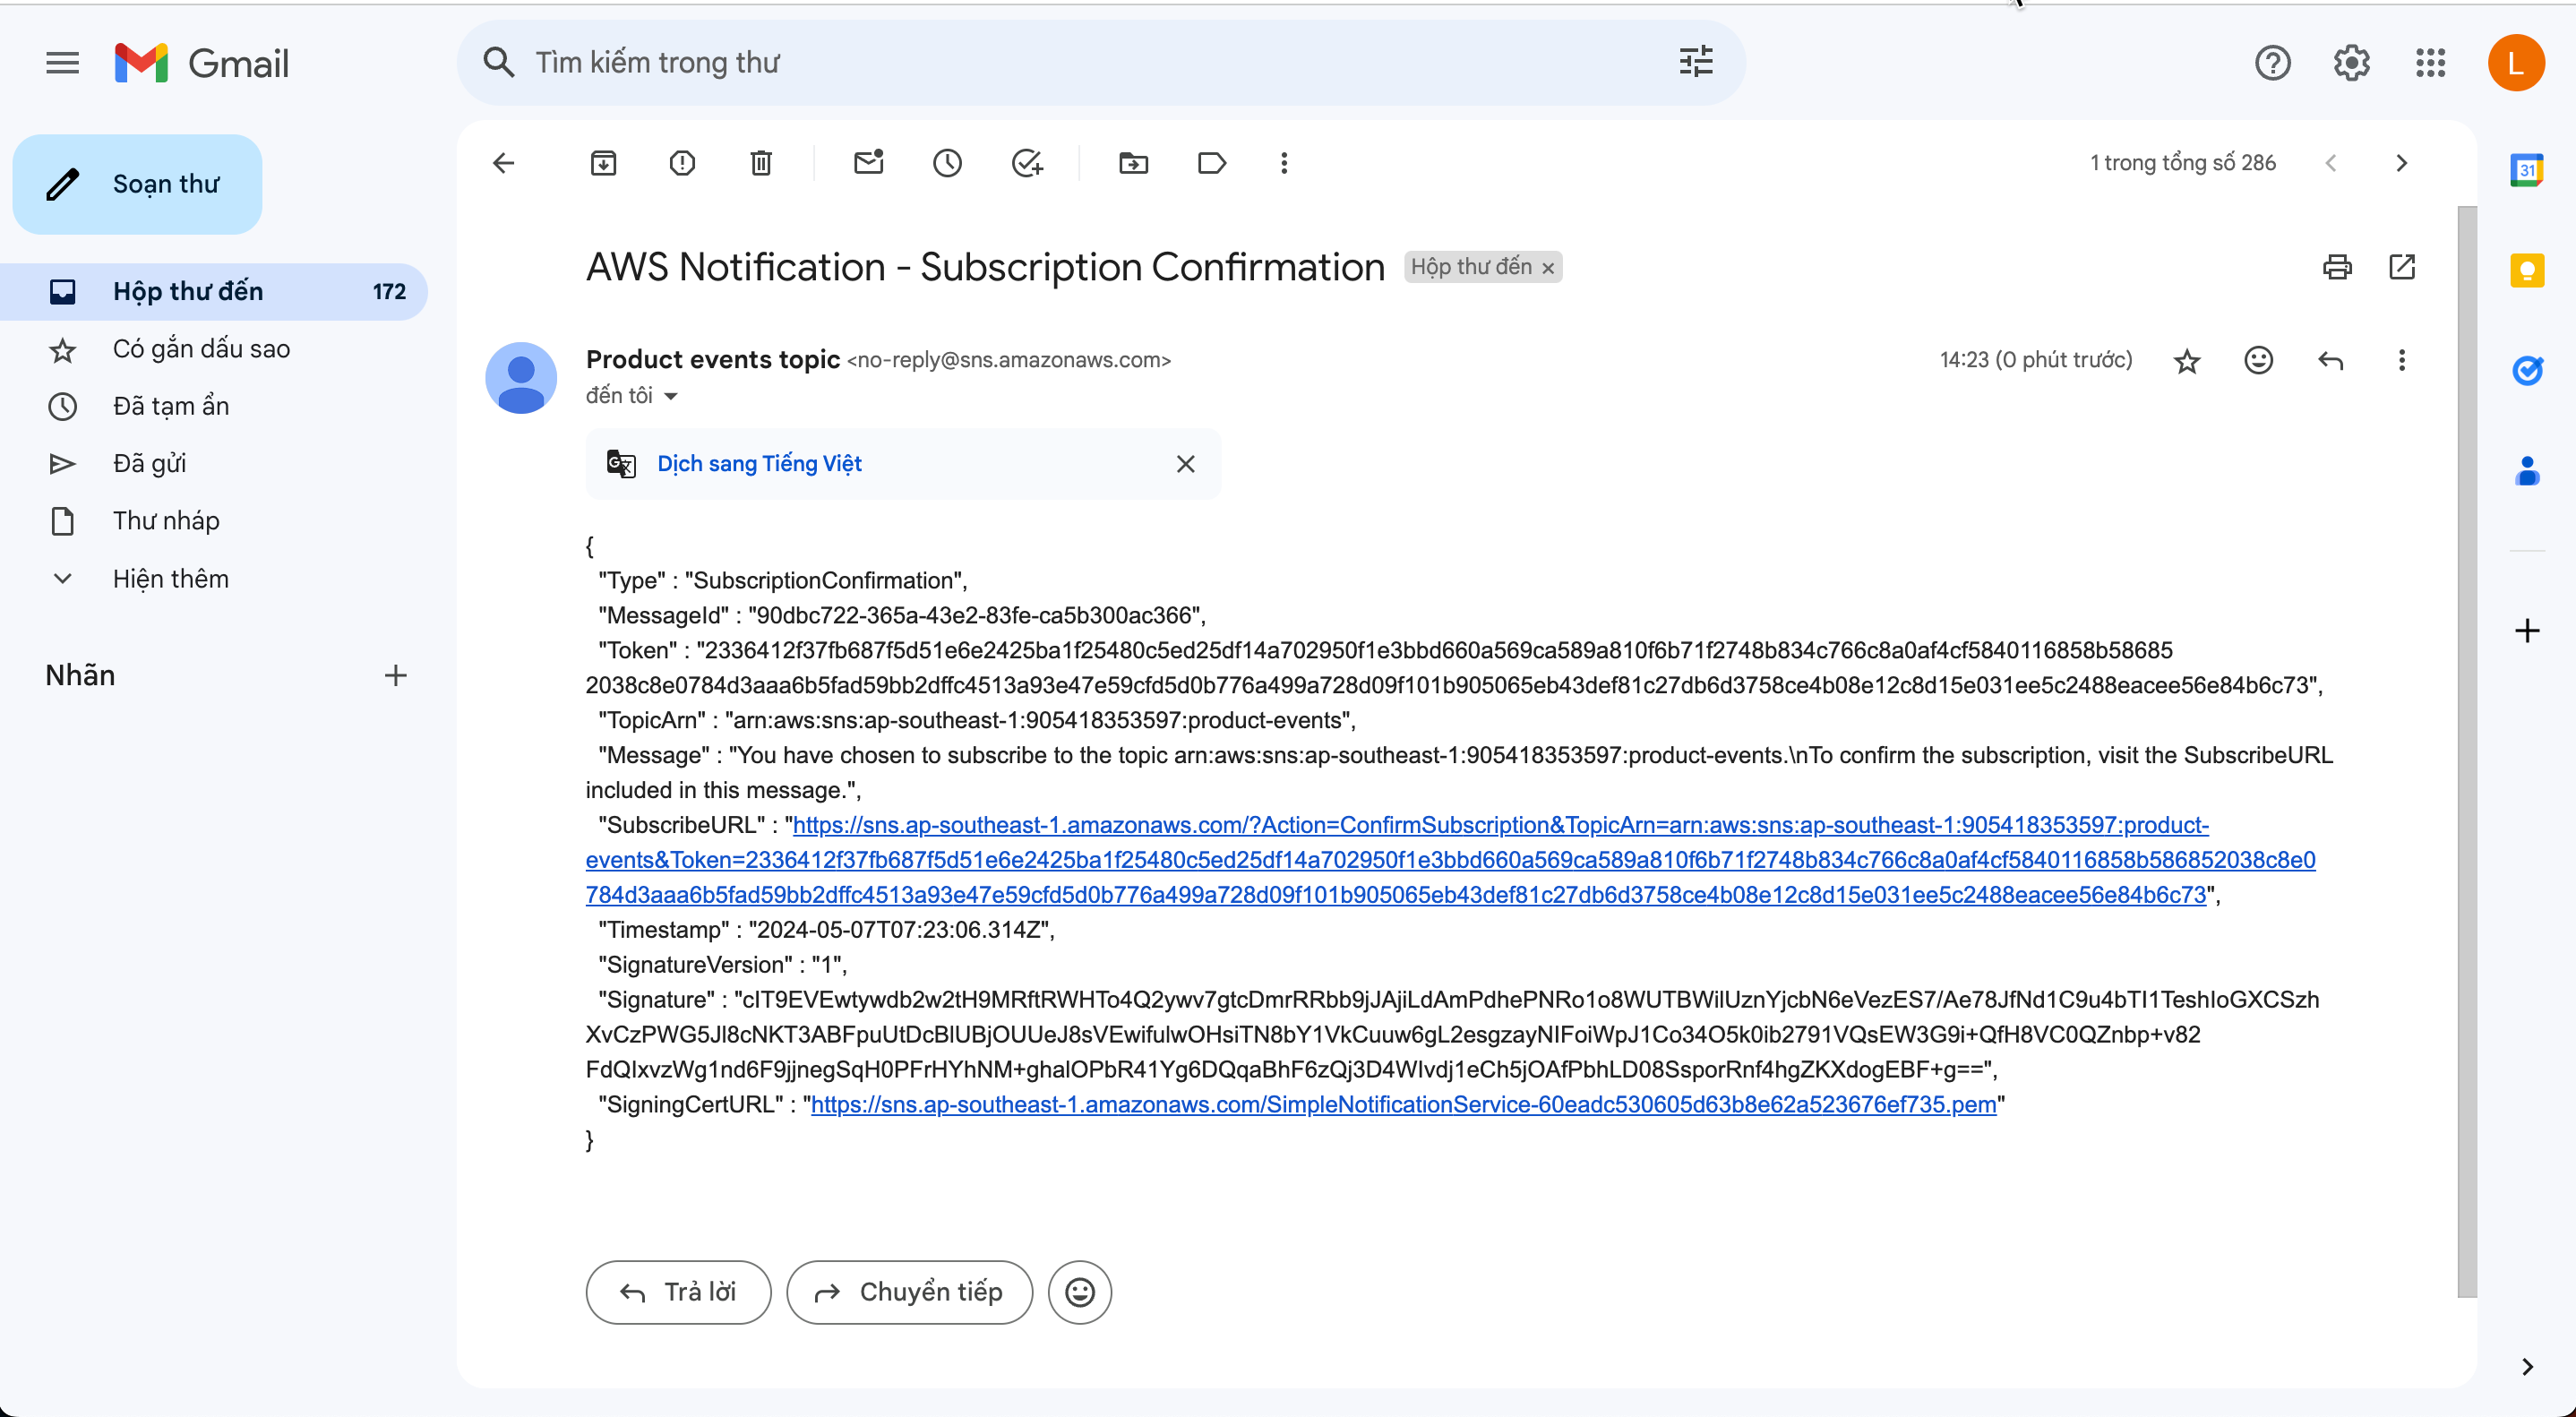 Gmail
Tìm kiếm trong thư
L
Soạn thư
1 trong tổng số 286
31
Hộp thư đến 172
Có gắn dấu sao
Đã tạm ẩn
Đã gửi
Thư nháp
Hiện thêm
Nhãn
AWS Notification - Subscription Confirmation Hộp thư đến
Product events topic <no-reply@sns.amazonaws.com> 14:23 (0 phút trước)
đến tôi
Dịch sang Tiếng Việt
{
"Type" : "SubscriptionConfirmation",
"MessageId" : "90dbc722-365a-43e2-83fe-ca5b300ac366",
"Token" : "2336412f37fb687f5d51e6e2425ba1f25480c5ed25df14a702950f1e3bbd660a569ca589a810f6b71f2748b834c766c8a0af4cf5840116858b58685
2038c8e0784d3aaa6b5fad59bb2dffc4513a93e47e59cfd5d0b776a499a728d09f101b905065eb43def81c27db6d3758ce4b08e12c8d15e031ee5c2488eacee56e84b6c73",
"TopicArn" : "arn:aws:sns:ap-southeast-1:905418353597:product-events",
"Message" : "You have chosen to subscribe to the topic arn:aws:sns:ap-southeast-1:905418353597:product-events.\nTo confirm the subscription, visit the SubscribeURL
included in this message.",
"SubscribeURL" : "https://sns.ap-southeast-1.amazonaws.com/?Action=ConfirmSubscription&TopicArn=arn:aws:sns:ap-southeast-1:905418353597:product-
events&Token=2336412f37fb687f5d51e6e2425ba1f25480c5ed25df14a702950f1e3bbd660a569ca589a810f6b71f2748b834c766c8a0af4cf5840116858b586852038c8e0
784d3aaa6b5fad59bb2dffc4513a93e47e59cfd5d0b776a499a728d09f101b905065eb43def81c27db6d3758ce4b08e12c8d15e031ee5c2488eacee56e84b6c73",
"Timestamp" : "2024-05-07T07:23:06.314Z",
"SignatureVersion" : "1",
"Signature" : "cIT9EVEwtywdb2w2tH9MRftRWHTo4Q2ywv7gtcDmrRRbb9jJAjiLdAmPdhePNRo1o8WUTBWilUznYjcbN6eVezES7/Ae78JfNd1C9u4bTI1TeshIoGXCSzh
XvCzPWG5Jl8cNKT3ABFpuUtDcBlUBjOUUeJ8sVEwifulwOHsiTN8bY1VkCuuw6gL2esgzayNIFoiWpJ1Co34O5k0ib2791VQsEW3G9i+QfH8VC0QZnbp+v82
FdQIxvzWg1nd6F9jjnegSqH0PFrHYhNM+ghalOPbR41Yg6DQqaBhF6zQj3D4WIvdj1eCh5jOAfPbhLD08SsporRnf4hgZKXdogEBF+g==",
"SigningCertURL" : "https://sns.ap-southeast-1.amazonaws.com/SimpleNotificationService-60eadc530605d63b8e62a523676ef735.pem"
}
Trả lời
Chuyển tiếp